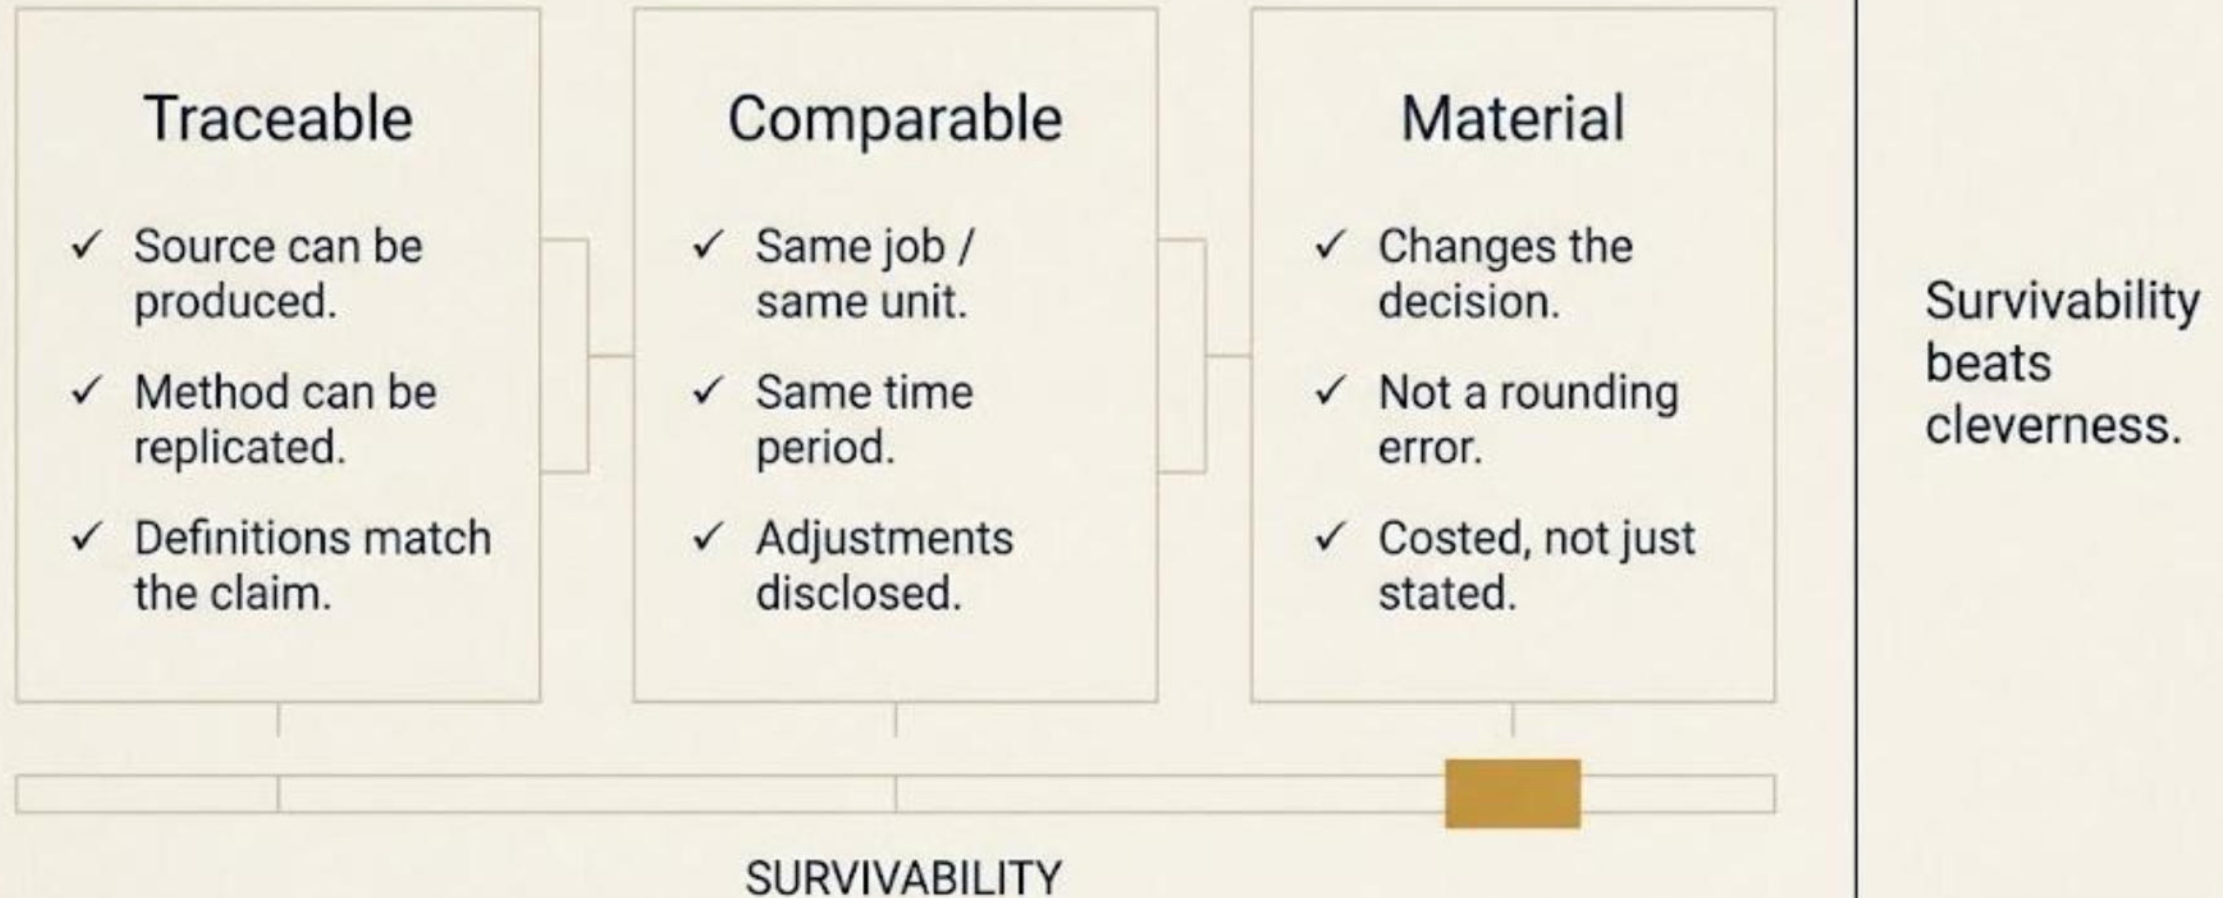 Traceable
✓ Source can be
produced.
✓ Method can be
replicated.
✓ Definitions match
the claim.
Comparable
✓ Same job /
same unit.
✓ Same time
period.
✓ Adjustments
disclosed.
Material
✓ Changes the
decision.
✓ Not a rounding
error.
✓ Costed, not just
stated.
SURVIVABILITY
Survivability
beats
cleverness.